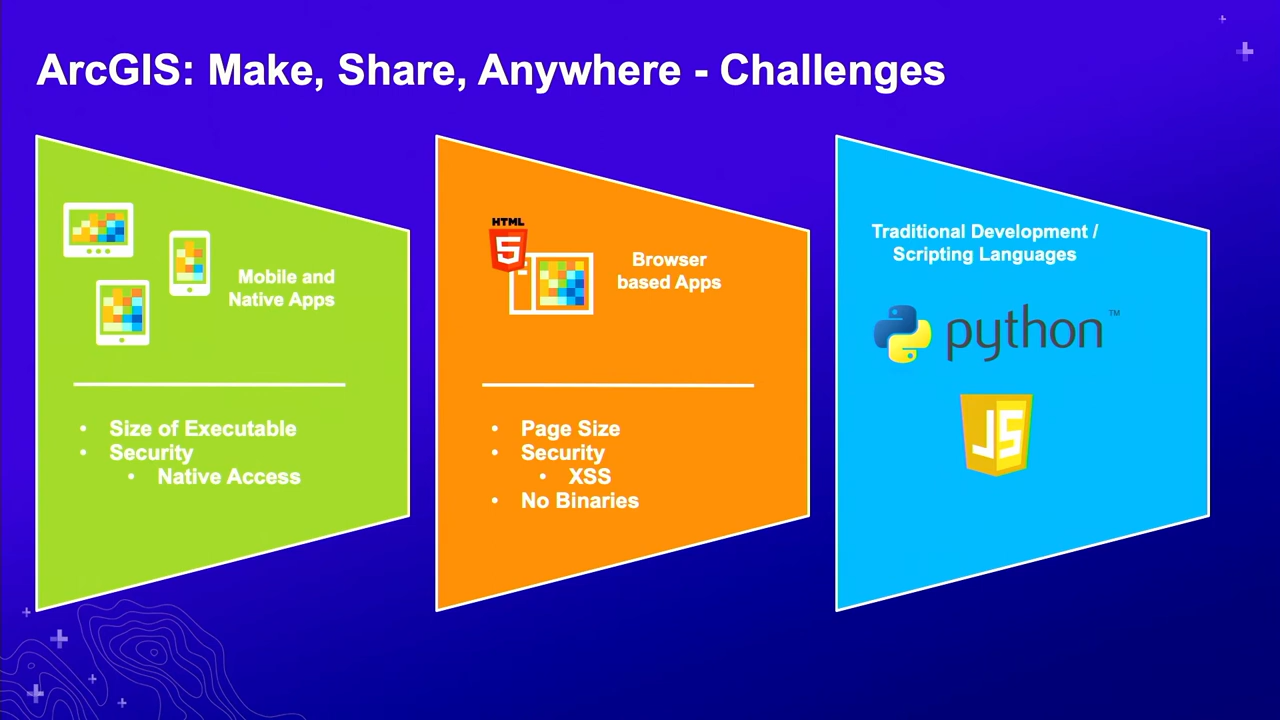 ArcGIS: Make, Share, Anywhere - Challenges
Mobile and
Native Apps
• Size of Executable
• Security
• Native Access
HTML
5
Browser
based Apps
• Page Size
• Security
• XSS
• No Binaries
Traditional Development /
Scripting Languages
python™
JS